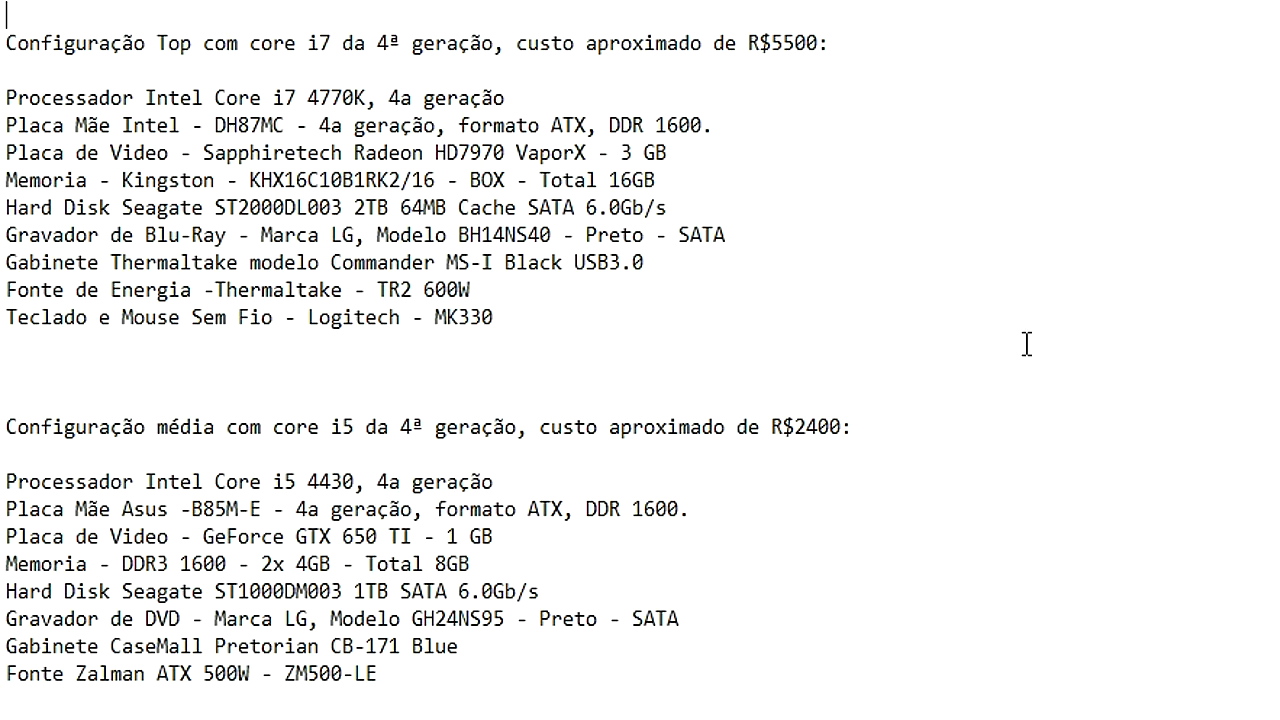 Configuração Top com core i7 da 4ª geração, custo aproximado de R$5500:
Processador Intel Core i7 4770K, 4a geração
Placa Mãe Intel - DH87MC - 4a geração, formato ATX, DDR 1600.
Placa de Video - Sapphiretech Radeon HD7970 VaporX - 3 GB
Memoria - Kingston - KHX16C10B1RK2/16 - BOX - Total 16GB
Hard Disk Seagate ST2000DL003 2TB 64MB Cache SATA 6.0Gb/s
Gravador de Blu-Ray - Marca LG, Modelo BH14NS40 - Preto - SATA
Gabinete Thermaltake modelo Commander MS-I Black USB3.0
Fonte de Energia -Thermaltake - TR2 600W
Teclado e Mouse Sem Fio - Logitech - MK330
Configuração média com core i5 da 4ª geração, custo aproximado de R$2400:
Processador Intel Core i5 4430, 4a geração
Placa Mãe Asus -B85M-E - 4a geração, formato ATX, DDR 1600.
Placa de Video - GeForce GTX 650 TI - 1 GB
Memoria - DDR3 1600 - 2x 4GB - Total 8GB
Hard Disk Seagate ST1000DM003 1TB SATA 6.0Gb/s
Gravador de DVD - Marca LG, Modelo GH24NS95 - Preto - SATA
Gabinete CaseMall Pretorian CB-171 Blue
Fonte Zalman ATX 500W - ZM500-LE